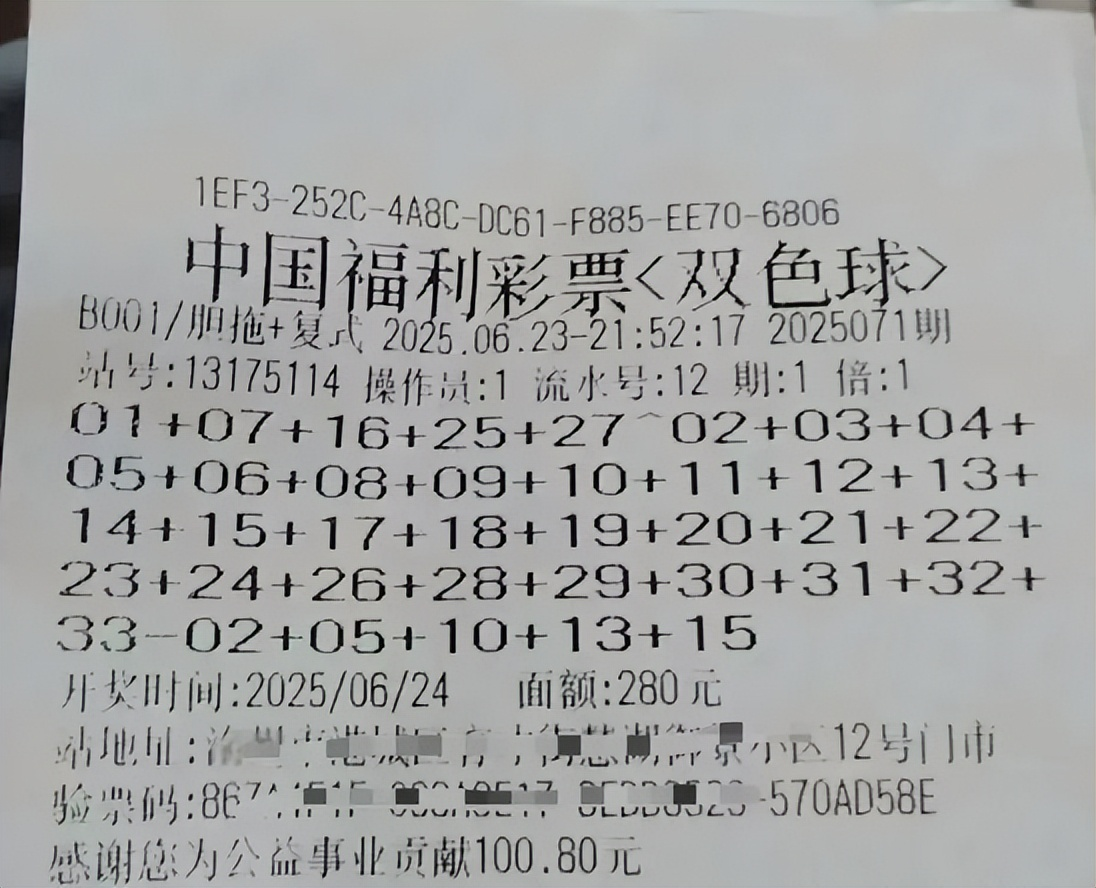 1EF3-252C-4A8C-DC61-F885-EE70-6806
中国福利彩票<双色球>
B001/胆拖+复式 2025.06.23-21:52:17 2025071期
站号:13175114 操作员:1 流水号:12 期:1 倍:1
01+07+16+25+27^02+03+04+
05+06+08+09+10+11+12+13+
14+15+17+18+19+20+21+22+
23+24+26+28+29+30+31+32+
33-02+05+10+13+15
开奖时间:2025/06/24 面额:280元
站地址: 小区12号门市
验票码:867 -570AD58E
感谢您为公益事业贡献100.80元